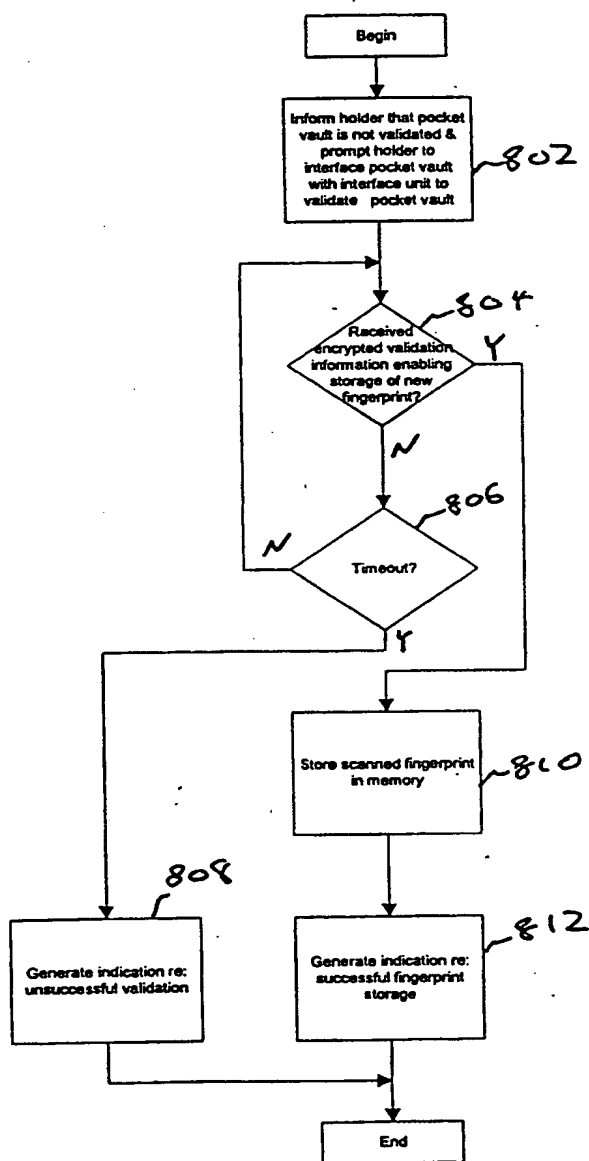 Begin
Inform holder that pocket
vault is not validated &
prompt holder to
interface pocket vault
with interface unit to
validate pocket vault
802
804
Received
encrypted validation
information enabling
storage of new
fingerprint?
Y
N
806
N
Timeout?
Y
Store scanned fingerprint
in memory
810
808
Generate indication re:
unsuccessful validation
Generate indication re:
successful fingerprint
storage
812
End